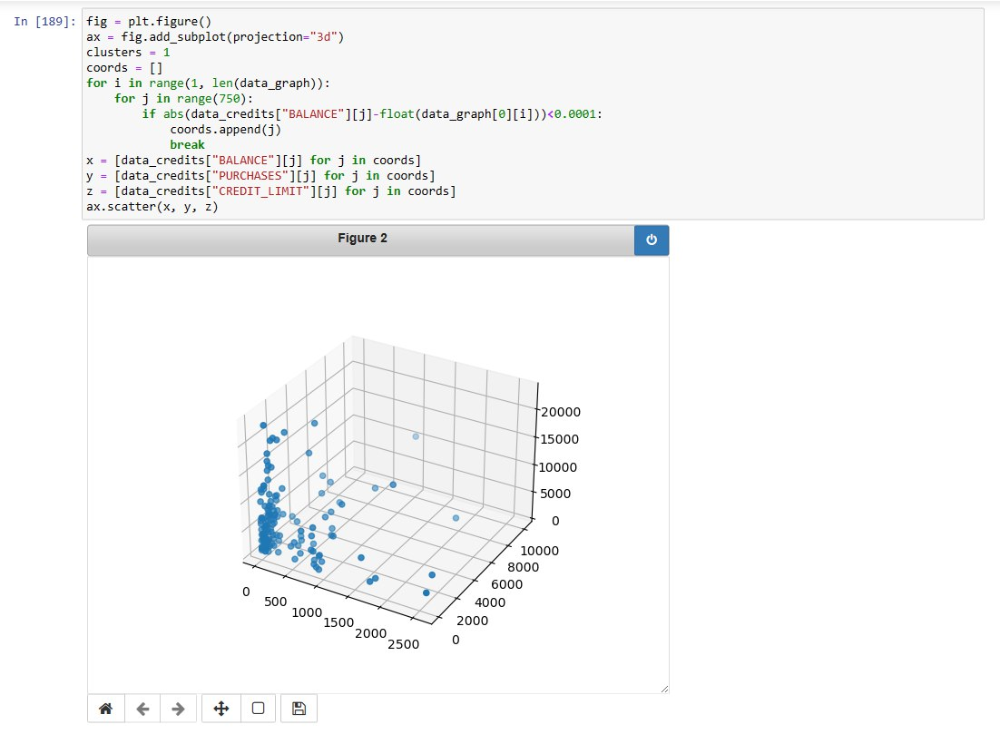 In [189]:
fig = plt.figure()
ax = fig.add_subplot(projection="3d")
clusters = 1
coords = []
for i in range(1, len(data_graph)):
    for j in range(750):
        if abs(data_credits["BALANCE"][j]-float(data_graph[0][i]))<0.0001:
            coords.append(j)
            break
x = [data_credits["BALANCE"][j] for j in coords]
y = [data_credits["PURCHASES"][j] for j in coords]
z = [data_credits["CREDIT_LIMIT"][j] for j in coords]
ax.scatter(x, y, z)
Figure 2
20000
15000
10000
5000
0
10000
8000
6000
4000
2000
0
0
500
1000
1500
2000
2500